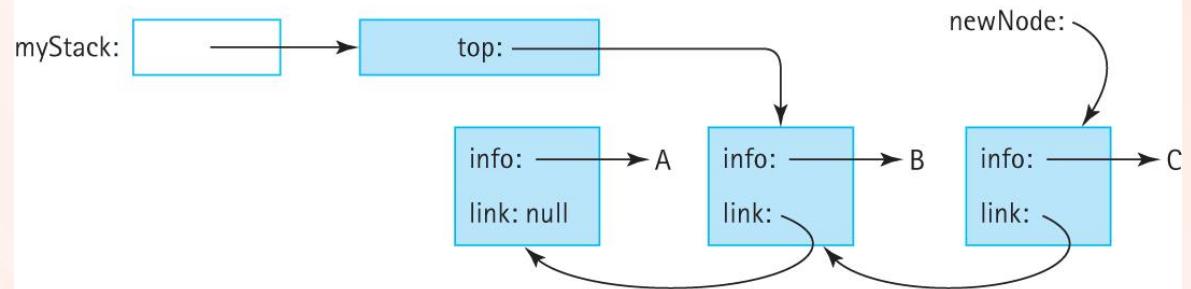 newNode:
myStack:
top:
info: A
link: null
info: B
link:
info: C
link: